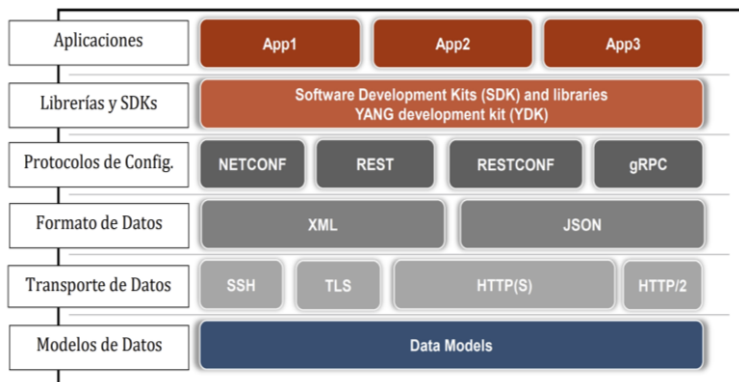 Aplicaciones
App1
App2
App3
Librerías y SDKs
Software Development Kits (SDK) and libraries
YANG development kit (YDK)
Protocolos de Config.
NETCONF
REST
RESTCONF
gRPC
Formato de Datos
XML
JSON
Transporte de Datos
SSH
TLS
HTTP(S)
HTTP/2
Modelos de Datos
Data Models